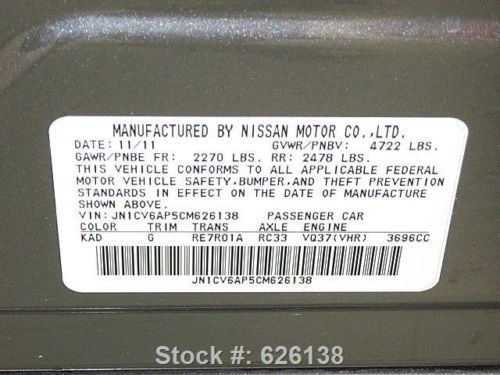 MANUFACTURED BY NISSAN MOTOR CO.,LTD.
DATE: 11/11 GVWR/PNBV: 4722 LBS.
GAWR/PNBE FR: 2270 LBS. RR: 2478 LBS.
THIS VEHICLE CONFORMS TO ALL APPLICABLE FEDERAL
MOTOR VEHICLE SAFETY,BUMPER,AND THEFT PREVENTION
STANDARDS IN EFFECT ON THE DATE OF MANUFACTURE
SHOWN ABOVE.
VIN: JN1CV6AP5CM626138 PASSENGER CAR
COLOR TRIM TRANS AXLE ENGINE
KAD G RE7R01A RC33 VQ37(VHR) 3696CC
JN1CV6AP5CM626138
Stock #: 626138